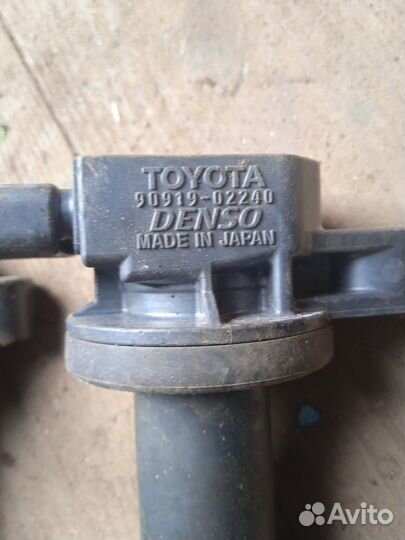 TOYOTA
90919-02240
DENSO
MADE IN JAPAN
Avito